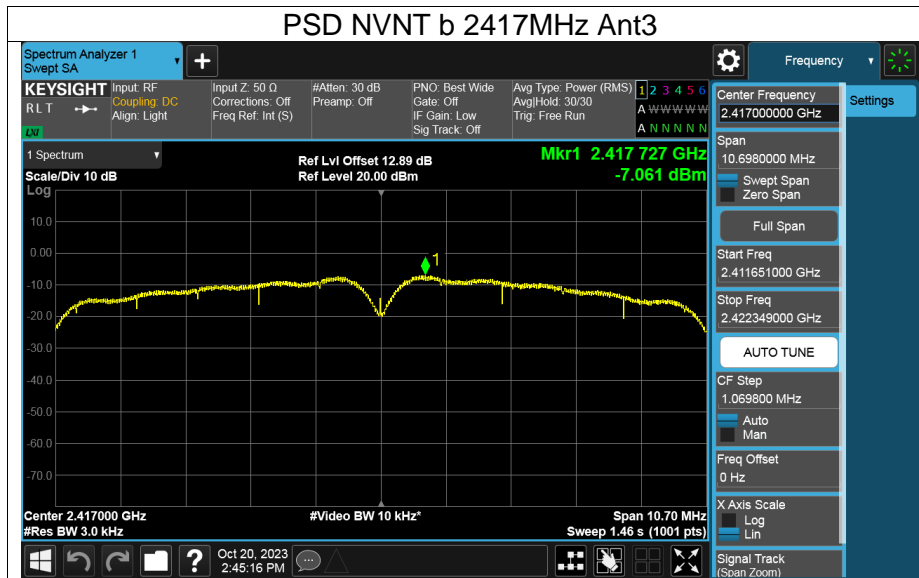 PSD NVNT b 2417MHz Ant3
Spectrum Analyzer 1
Swept SA
+
Frequency
KEYSIGHT
RLT
LXI
Input: RF
Coupling: DC
Align: Light
Input Z: 50 Ω
Corrections: Off
Freq Ref: Int (S)
#Atten: 30 dB
Preamp: Off
PNO: Best Wide
Gate: Off
IF Gain: Low
Sig Track: Off
Avg Type: Power (RMS)
Avg|Hold: 30/30
Trig: Free Run
1 2 3 4 5 6
A W W W W W
A N N N N N
1 Spectrum
Scale/Div 10 dB
Log
Ref Lvl Offset 12.89 dB
Ref Level 20.00 dBm
Mkr1 2.417 727 GHz
-7.061 dBm
10.0
0.00
-10.0
-20.0
-30.0
-40.0
-50.0
-60.0
-70.0
1
Center 2.417000 GHz
#Res BW 3.0 kHz
#Video BW 10 kHz*
Span 10.70 MHz
Sweep 1.46 s (1001 pts)
Oct 20, 2023
2:45:16 PM
?
Center Frequency
2.417000000 GHz
Settings
Span
10.6980000 MHz
Swept Span
Zero Span
Full Span
Start Freq
2.411651000 GHz
Stop Freq
2.422349000 GHz
AUTO TUNE
CF Step
1.069800 MHz
Auto
Man
Freq Offset
0 Hz
X Axis Scale
Log
Lin
Signal Track
(Span Zoom)